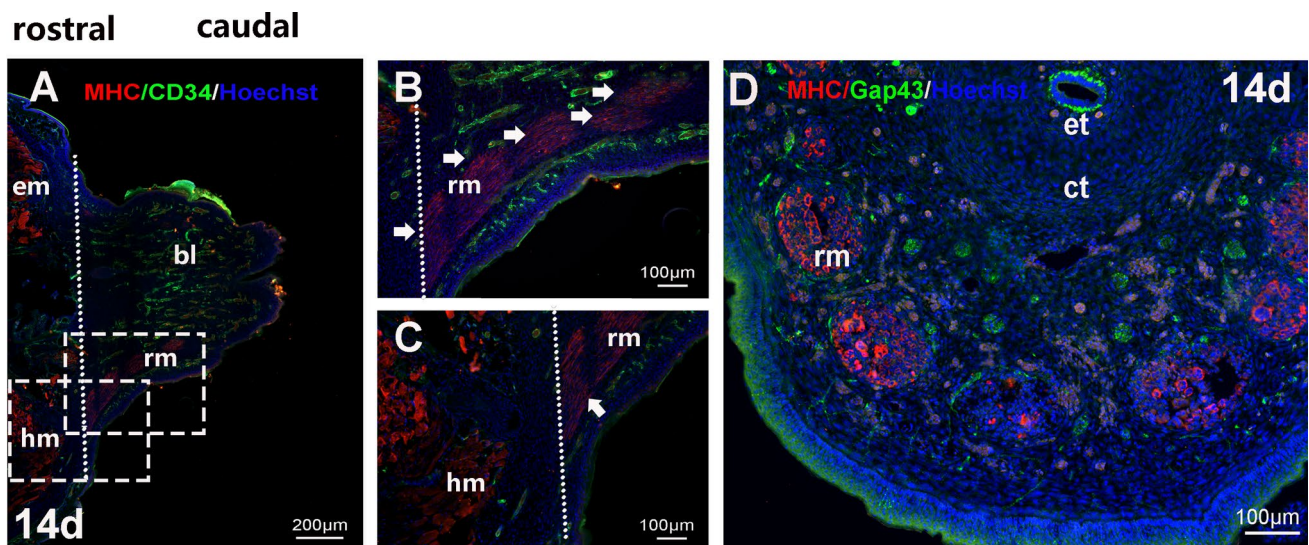 rostral caudal
A
MHC/CD34/Hoechst
em
bl
rm
hm
14d
200μm
B
rm
100μm
C
rm
hm
100μm
D
MHC/Gap43/Hoechst
14d
et
ct
rm
100μm